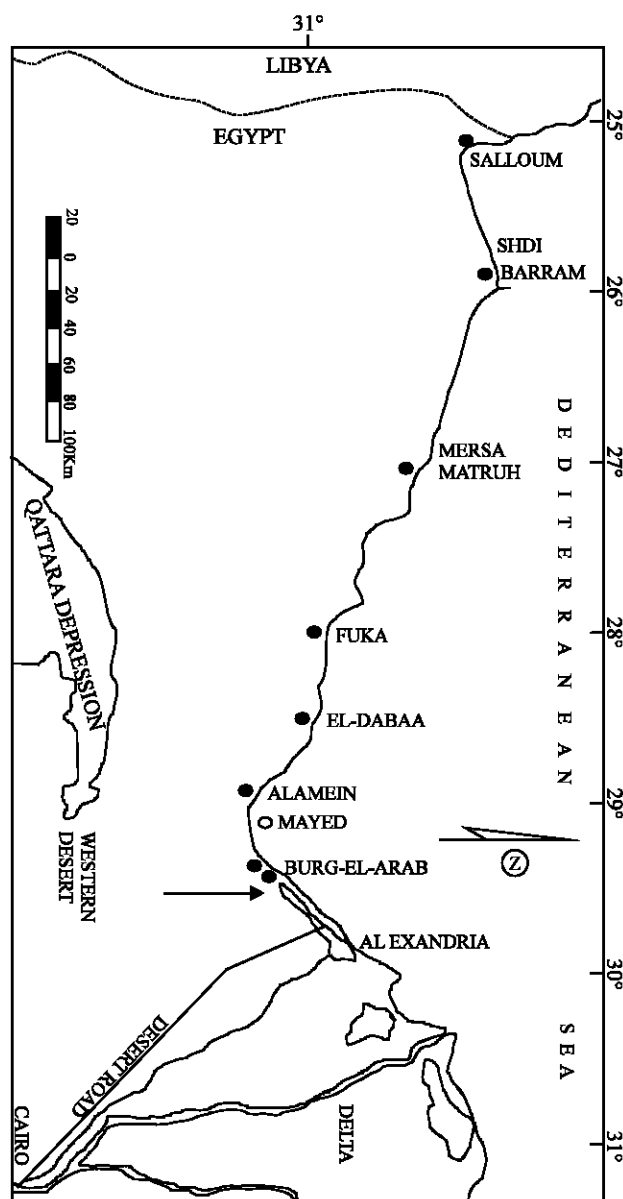 31°
LIBYA
EGYPT
25°
SALLOUM
SHDI
BARRAM
26°
20 0 20 40 60 80 100Km
DEDITERRANEAN
MERSA
MATRUH
27°
QATTARA DEPRESSION
FUKA
28°
EL-DABAA
ALAMEIN
29°
MAYED
WESTERN
DESERT
Z
BURG-EL-ARAB
AL EXANDRIA
30°
SEA
DESERT ROAD
DELTA
CAIRO
31°